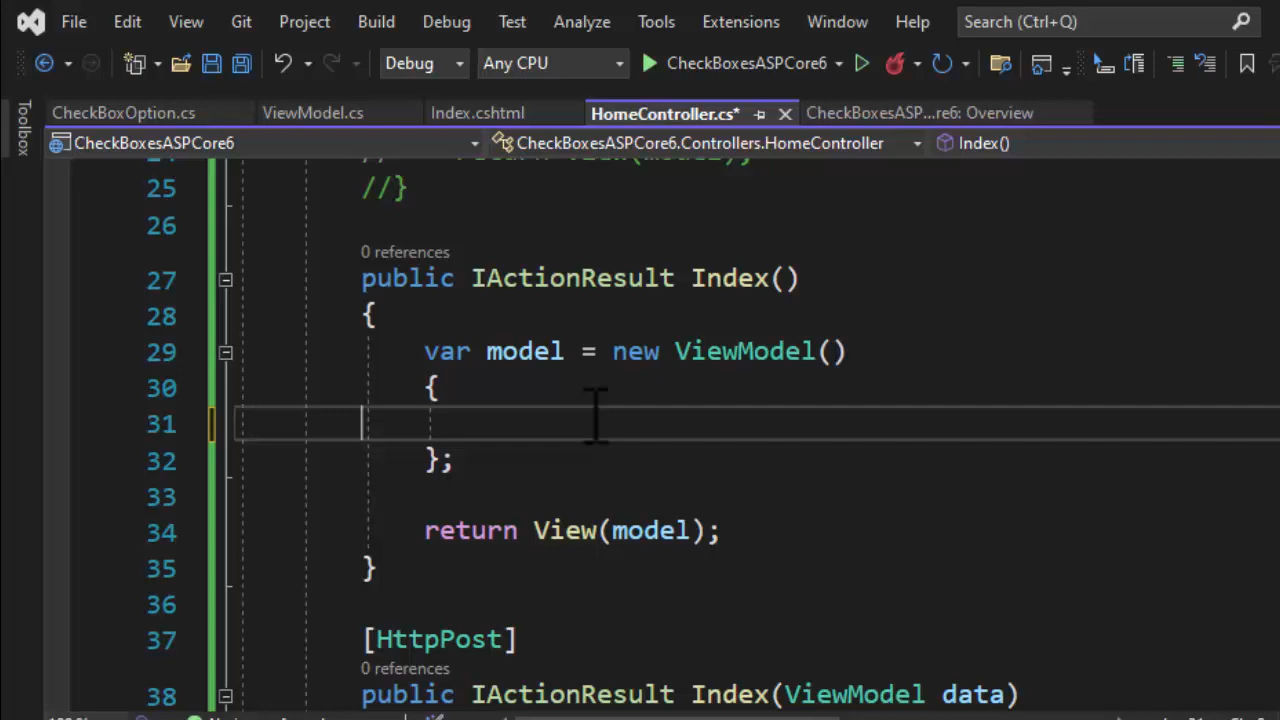 File Edit View Git Project Build Debug Test Analyze Tools Extensions Window Help Search (Ctrl+Q)
Debug Any CPU CheckBoxesASPCore6
Toolbox
CheckBoxOption.cs ViewModel.cs Index.cshtml HomeController.cs* CheckBoxesASP...re6: Overview
CheckBoxesASPCore6 CheckBoxesASPCore6.Controllers.HomeController Index()
25 //}
26
0 references
27 public IActionResult Index()
28 {
29 var model = new ViewModel()
30 {
31
32 };
33
34 return View(model);
35 }
36
37 [HttpPost]
0 references
38 public IActionResult Index(ViewModel data)